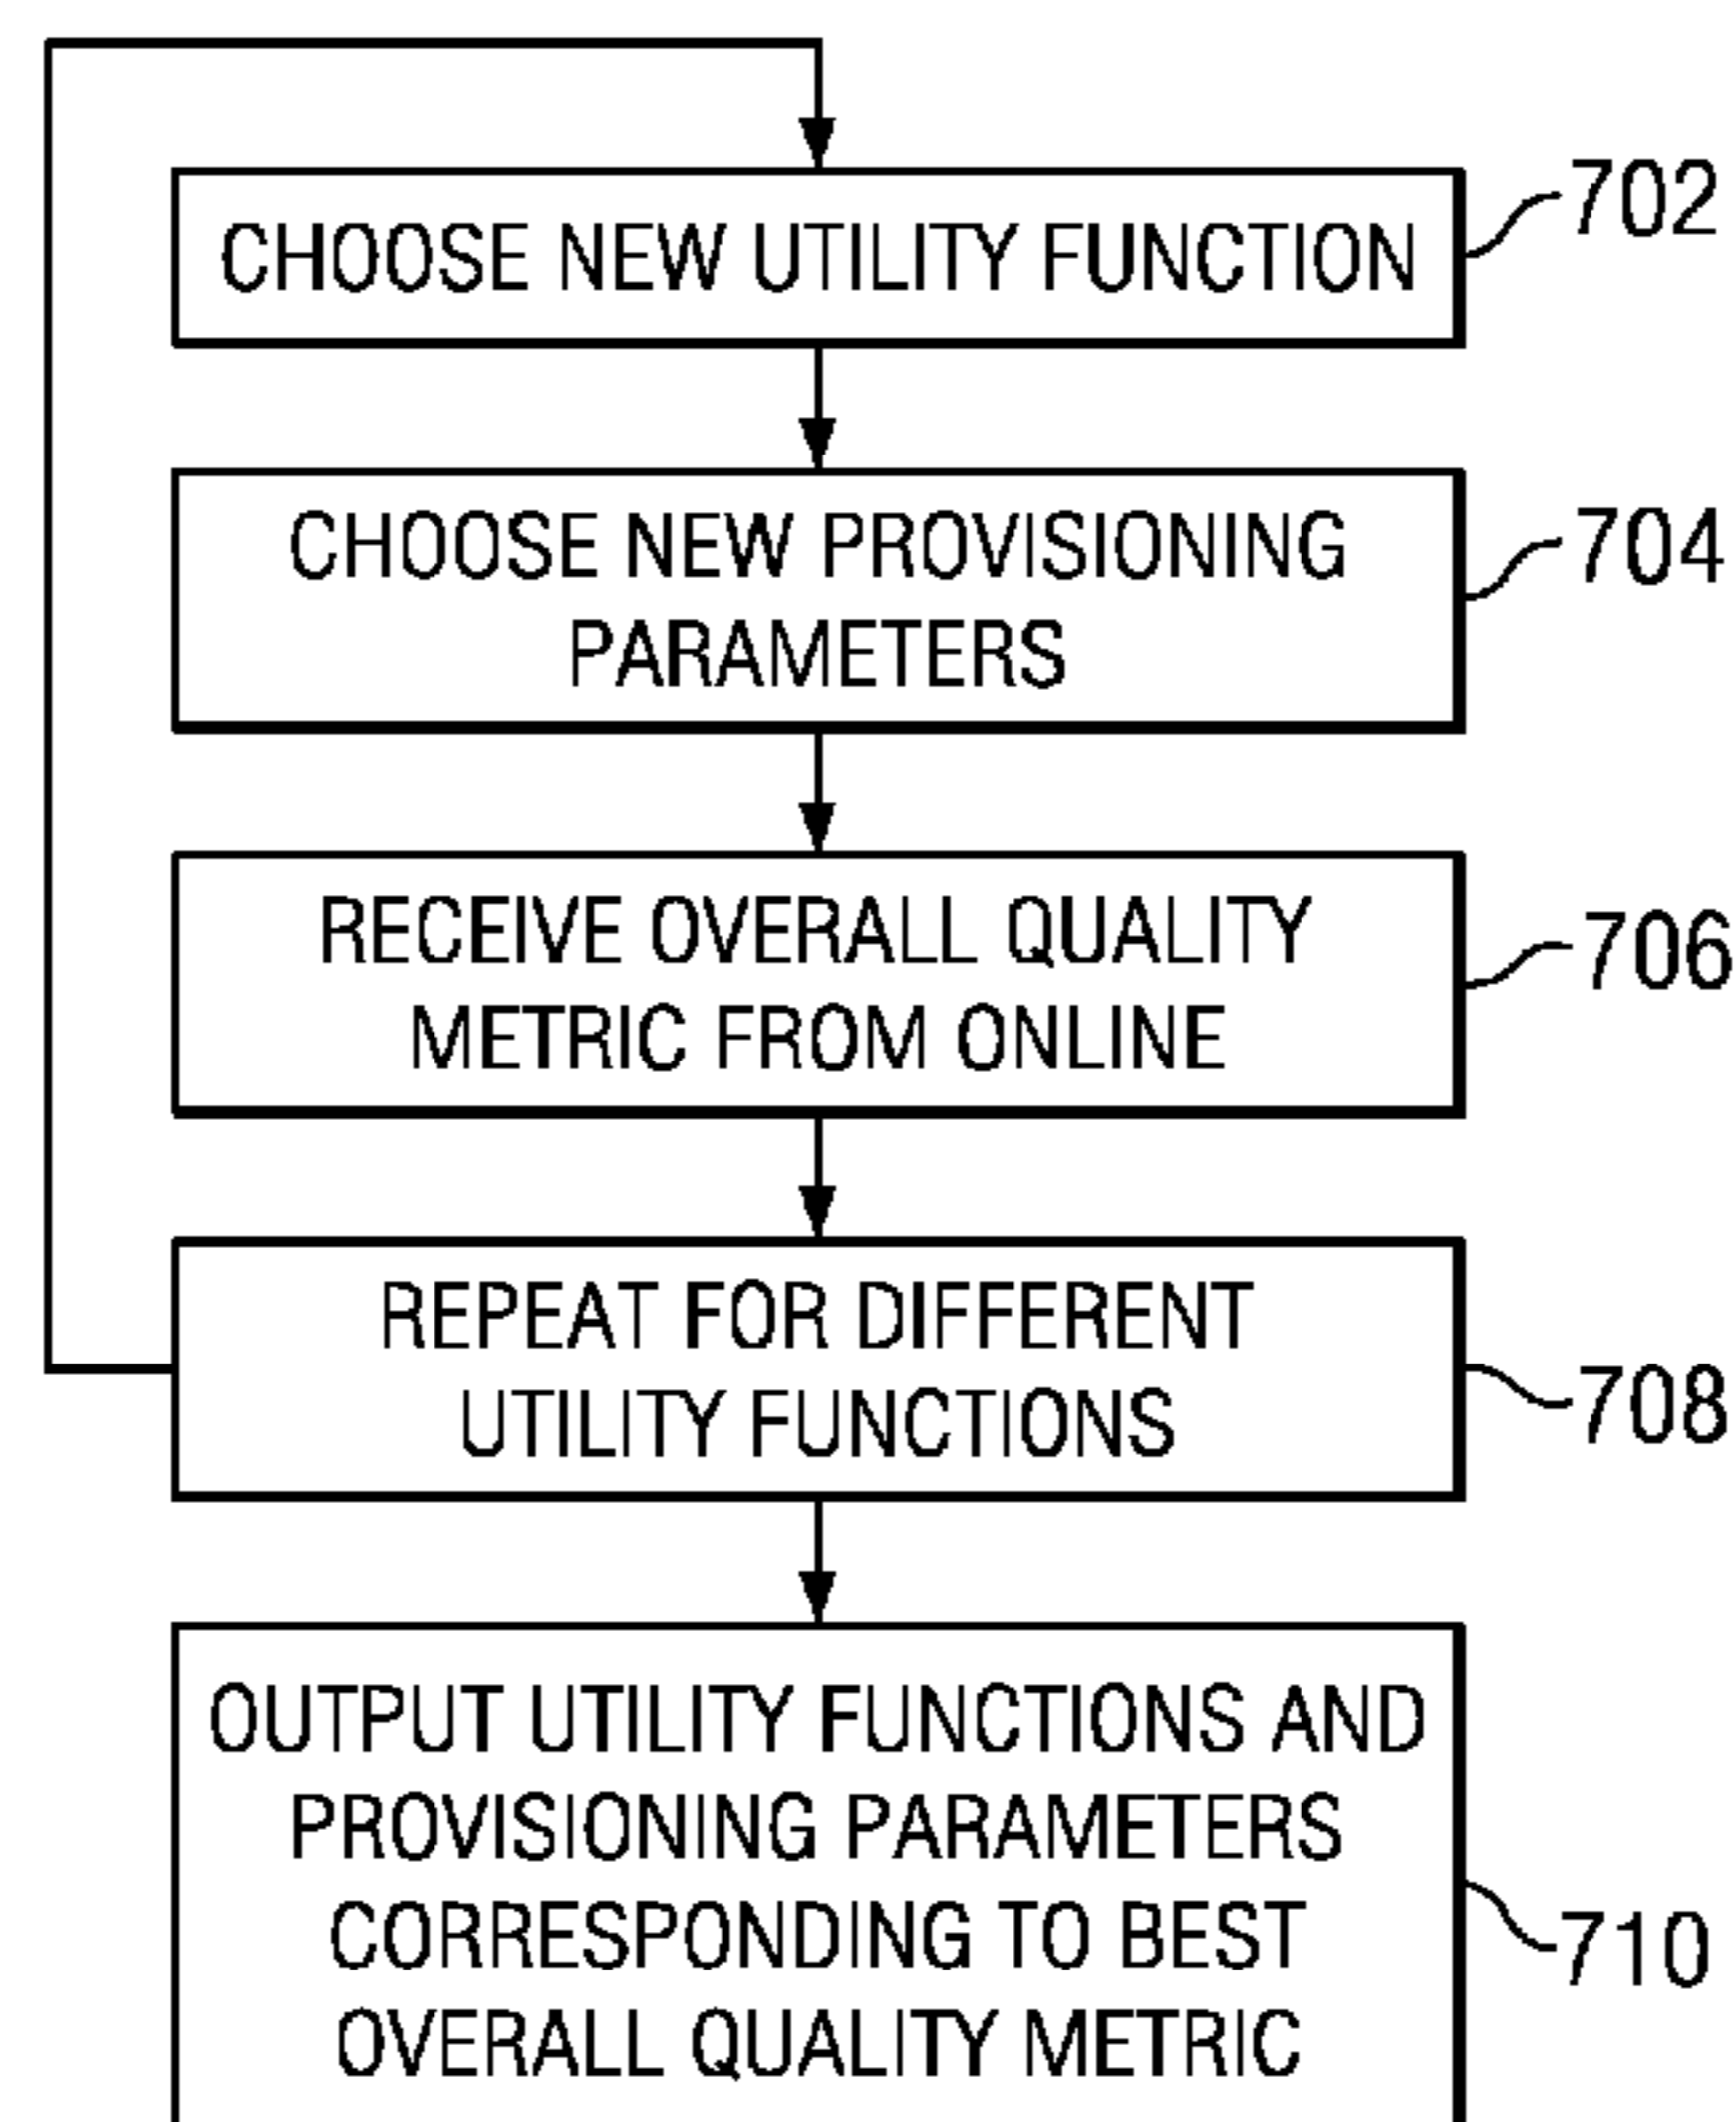 CHOOSE NEW UTILITY FUNCTION
702
CHOOSE NEW PROVISIONING
PARAMETERS
704
RECEIVE OVERALL QUALITY
METRIC FROM ONLINE
706
REPEAT FOR DIFFERENT
UTILITY FUNCTIONS
708
OUTPUT UTILITY FUNCTIONS AND
PROVISIONING PARAMETERS
CORRESPONDING TO BEST
OVERALL QUALITY METRIC
710